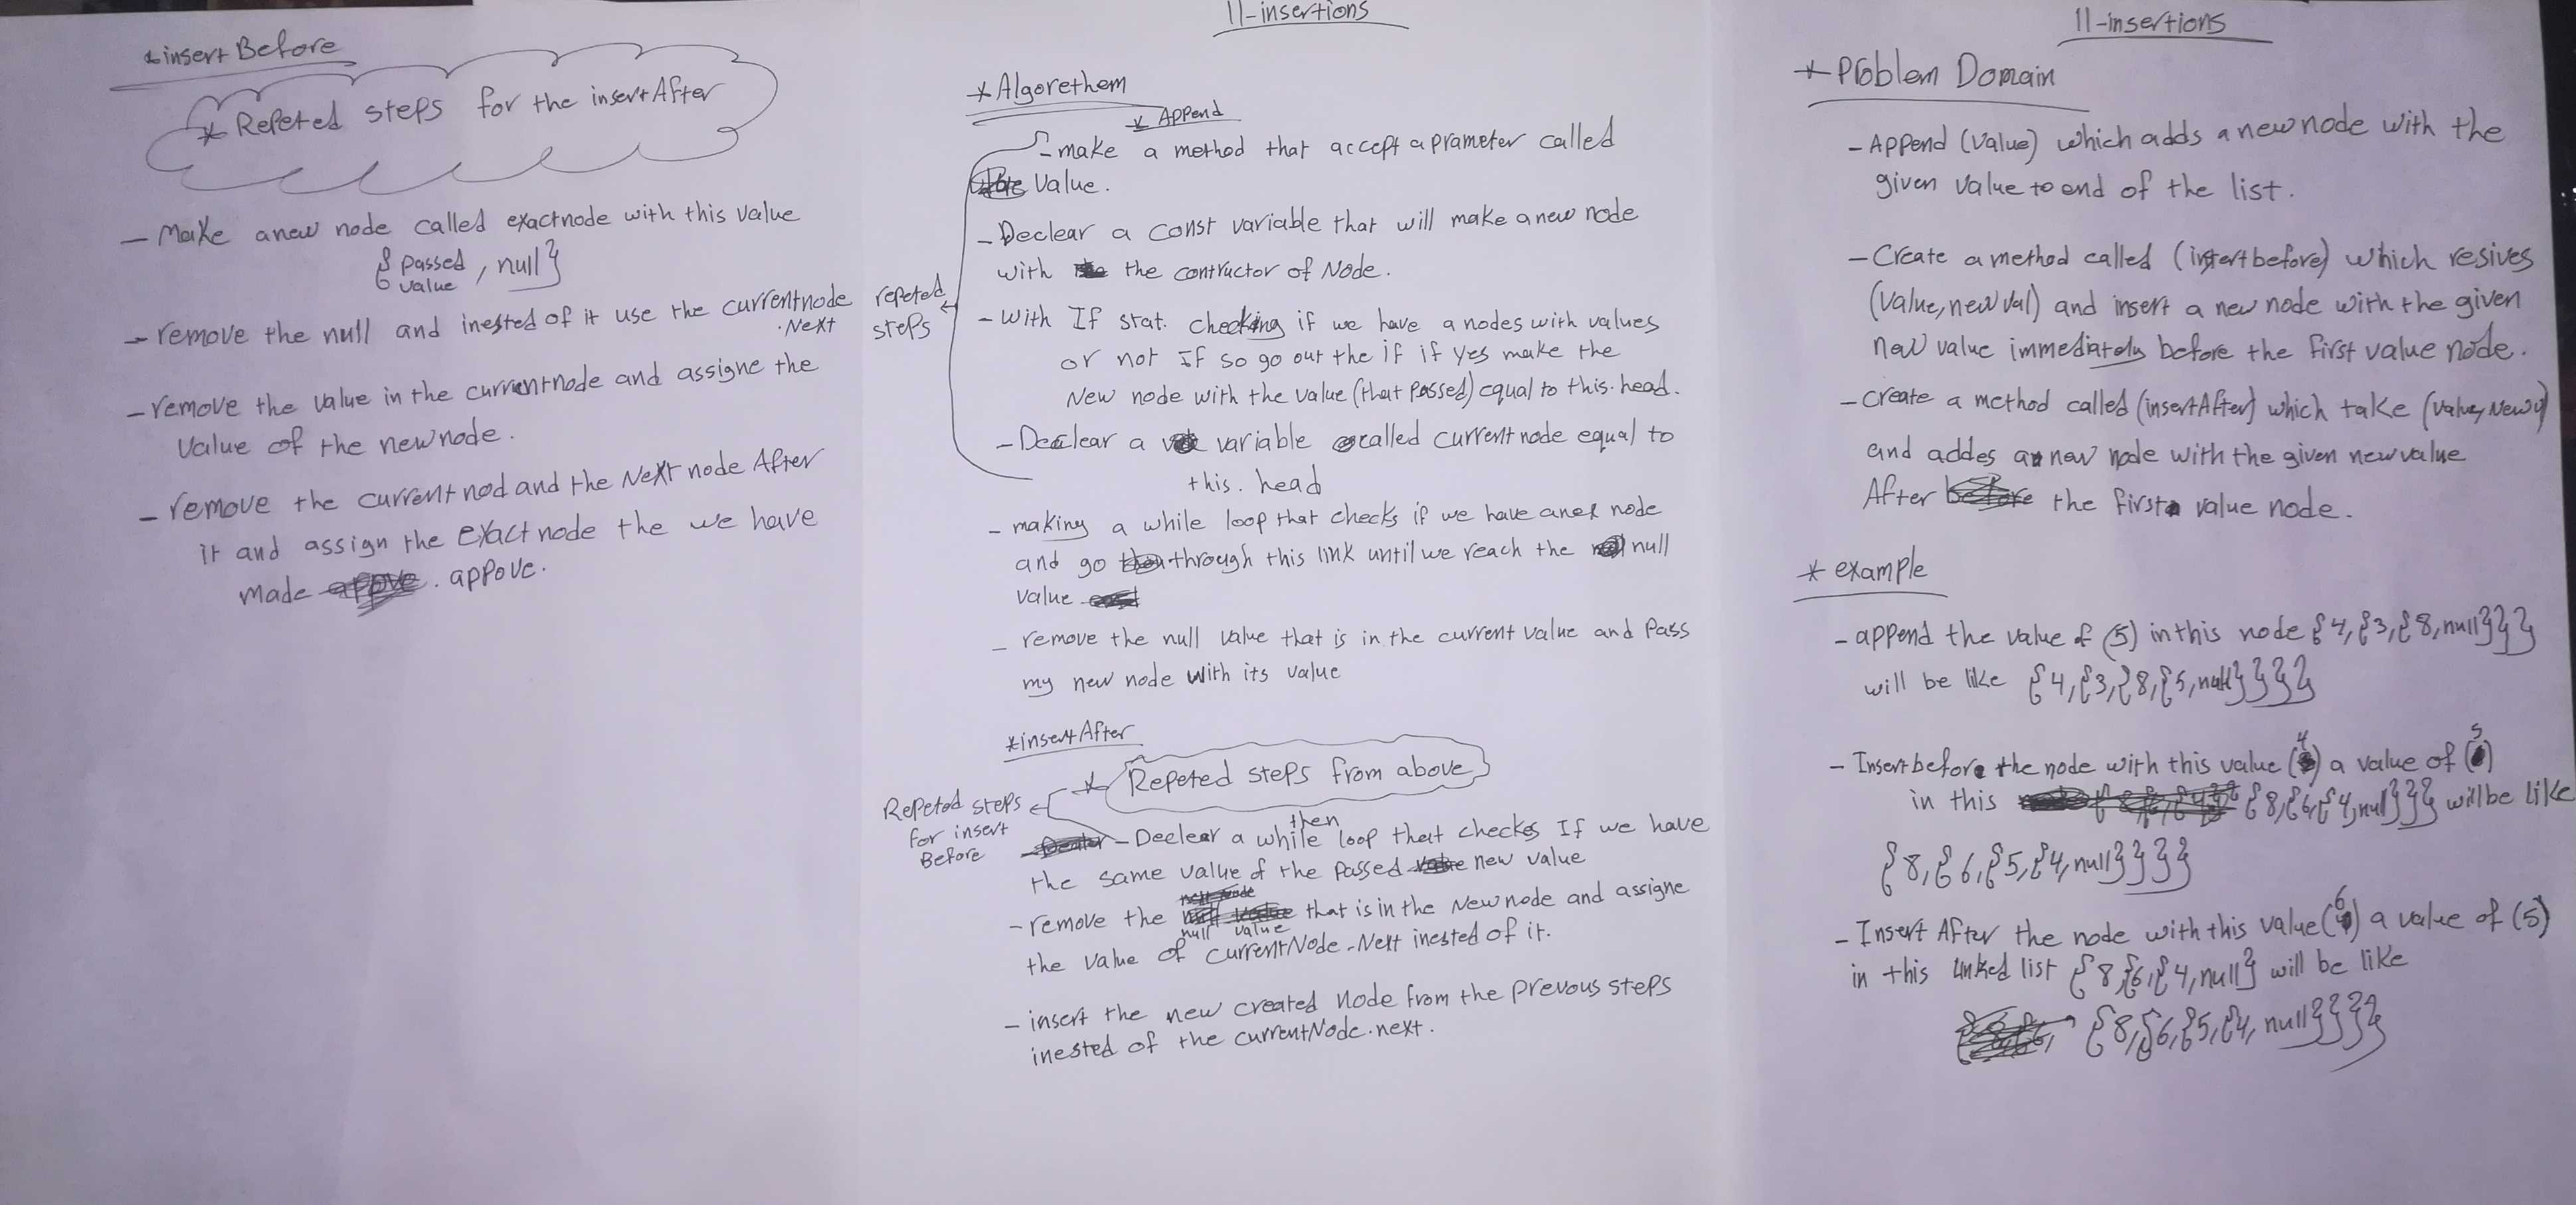 *insert Before
* Repeted steps for the insertAfter
- Make a new node called exactnode with this value
{ passed value , null }
- remove the null and inested of it use the currentnode
.Next
- remove the value in the currentnode and assigne the
value of the newnode.
- remove the current nod and the Next node After
it and assign the exact node the we have
made appove.
ll-insertions
* Algorethem
* Append
- make a method that accept a prameter called
value.
- Declear a const variable that will make a new node
with the contructor of Node.
repeted
steps
- With If stat. checking if we have a nodes with values
or not If so go out the if if yes make the
New node with the value (that passed) equal to this.head.
- Declear a variable called current node equal to
this. head
- making a while loop that checks if we have anex node
and go through this link until we reach the null
value
- remove the null value that is in the current value and pass
my new node with its value
*insertAfter
* Repeted steps from above
Repeted steps
for insert
Before
then
- Declear a while loop that checkes If we have
the same value of the passed new value
- remove the null value that is in the Newnode and assigne
the value of currentNode.Next inested of it.
- insert the new created node from the prevous steps
inested of the currentNode.next.
ll-insertions
* Problem Domain
- Append (value) which adds a new node with the
given value to end of the list.
- Create a method called (insertbefore) which resives
(value, new val) and insert a new node with the given
new value immediatoly before the first value node.
- create a method called (insertAfter) which take (value, New
and addes a new node with the given new value
After the first value node.
* example
- append the value of (5) in this node {4,{3,{8,null}}}
will be like {4,{3,{8,{5,null}}}}
- Insertbefore the node with this value (4) a value of (5)
in this {8,{6,{4,null}}} will be like
{8,{6,{5,{4,null}}}}
- Insert After the node with this value (6) a value of (5)
in this linked list {8,{6,{4,null} will be like
{8,{6,{5,{4, null}}}}